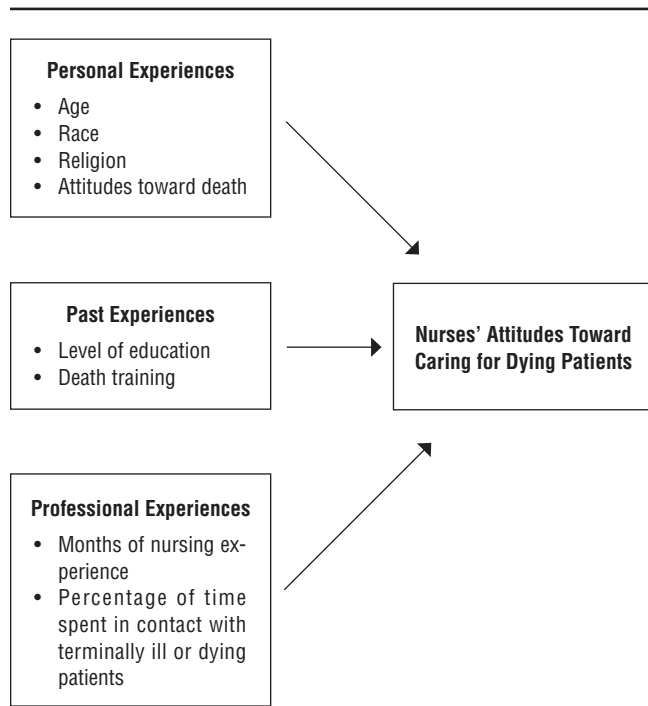 Personal Experiences
• Age
• Race
• Religion
• Attitudes toward death
Past Experiences
• Level of education
• Death training
Nurses’ Attitudes Toward
Caring for Dying Patients
Professional Experiences
• Months of nursing ex-
perience
• Percentage of time
spent in contact with
terminally ill or dying
patients